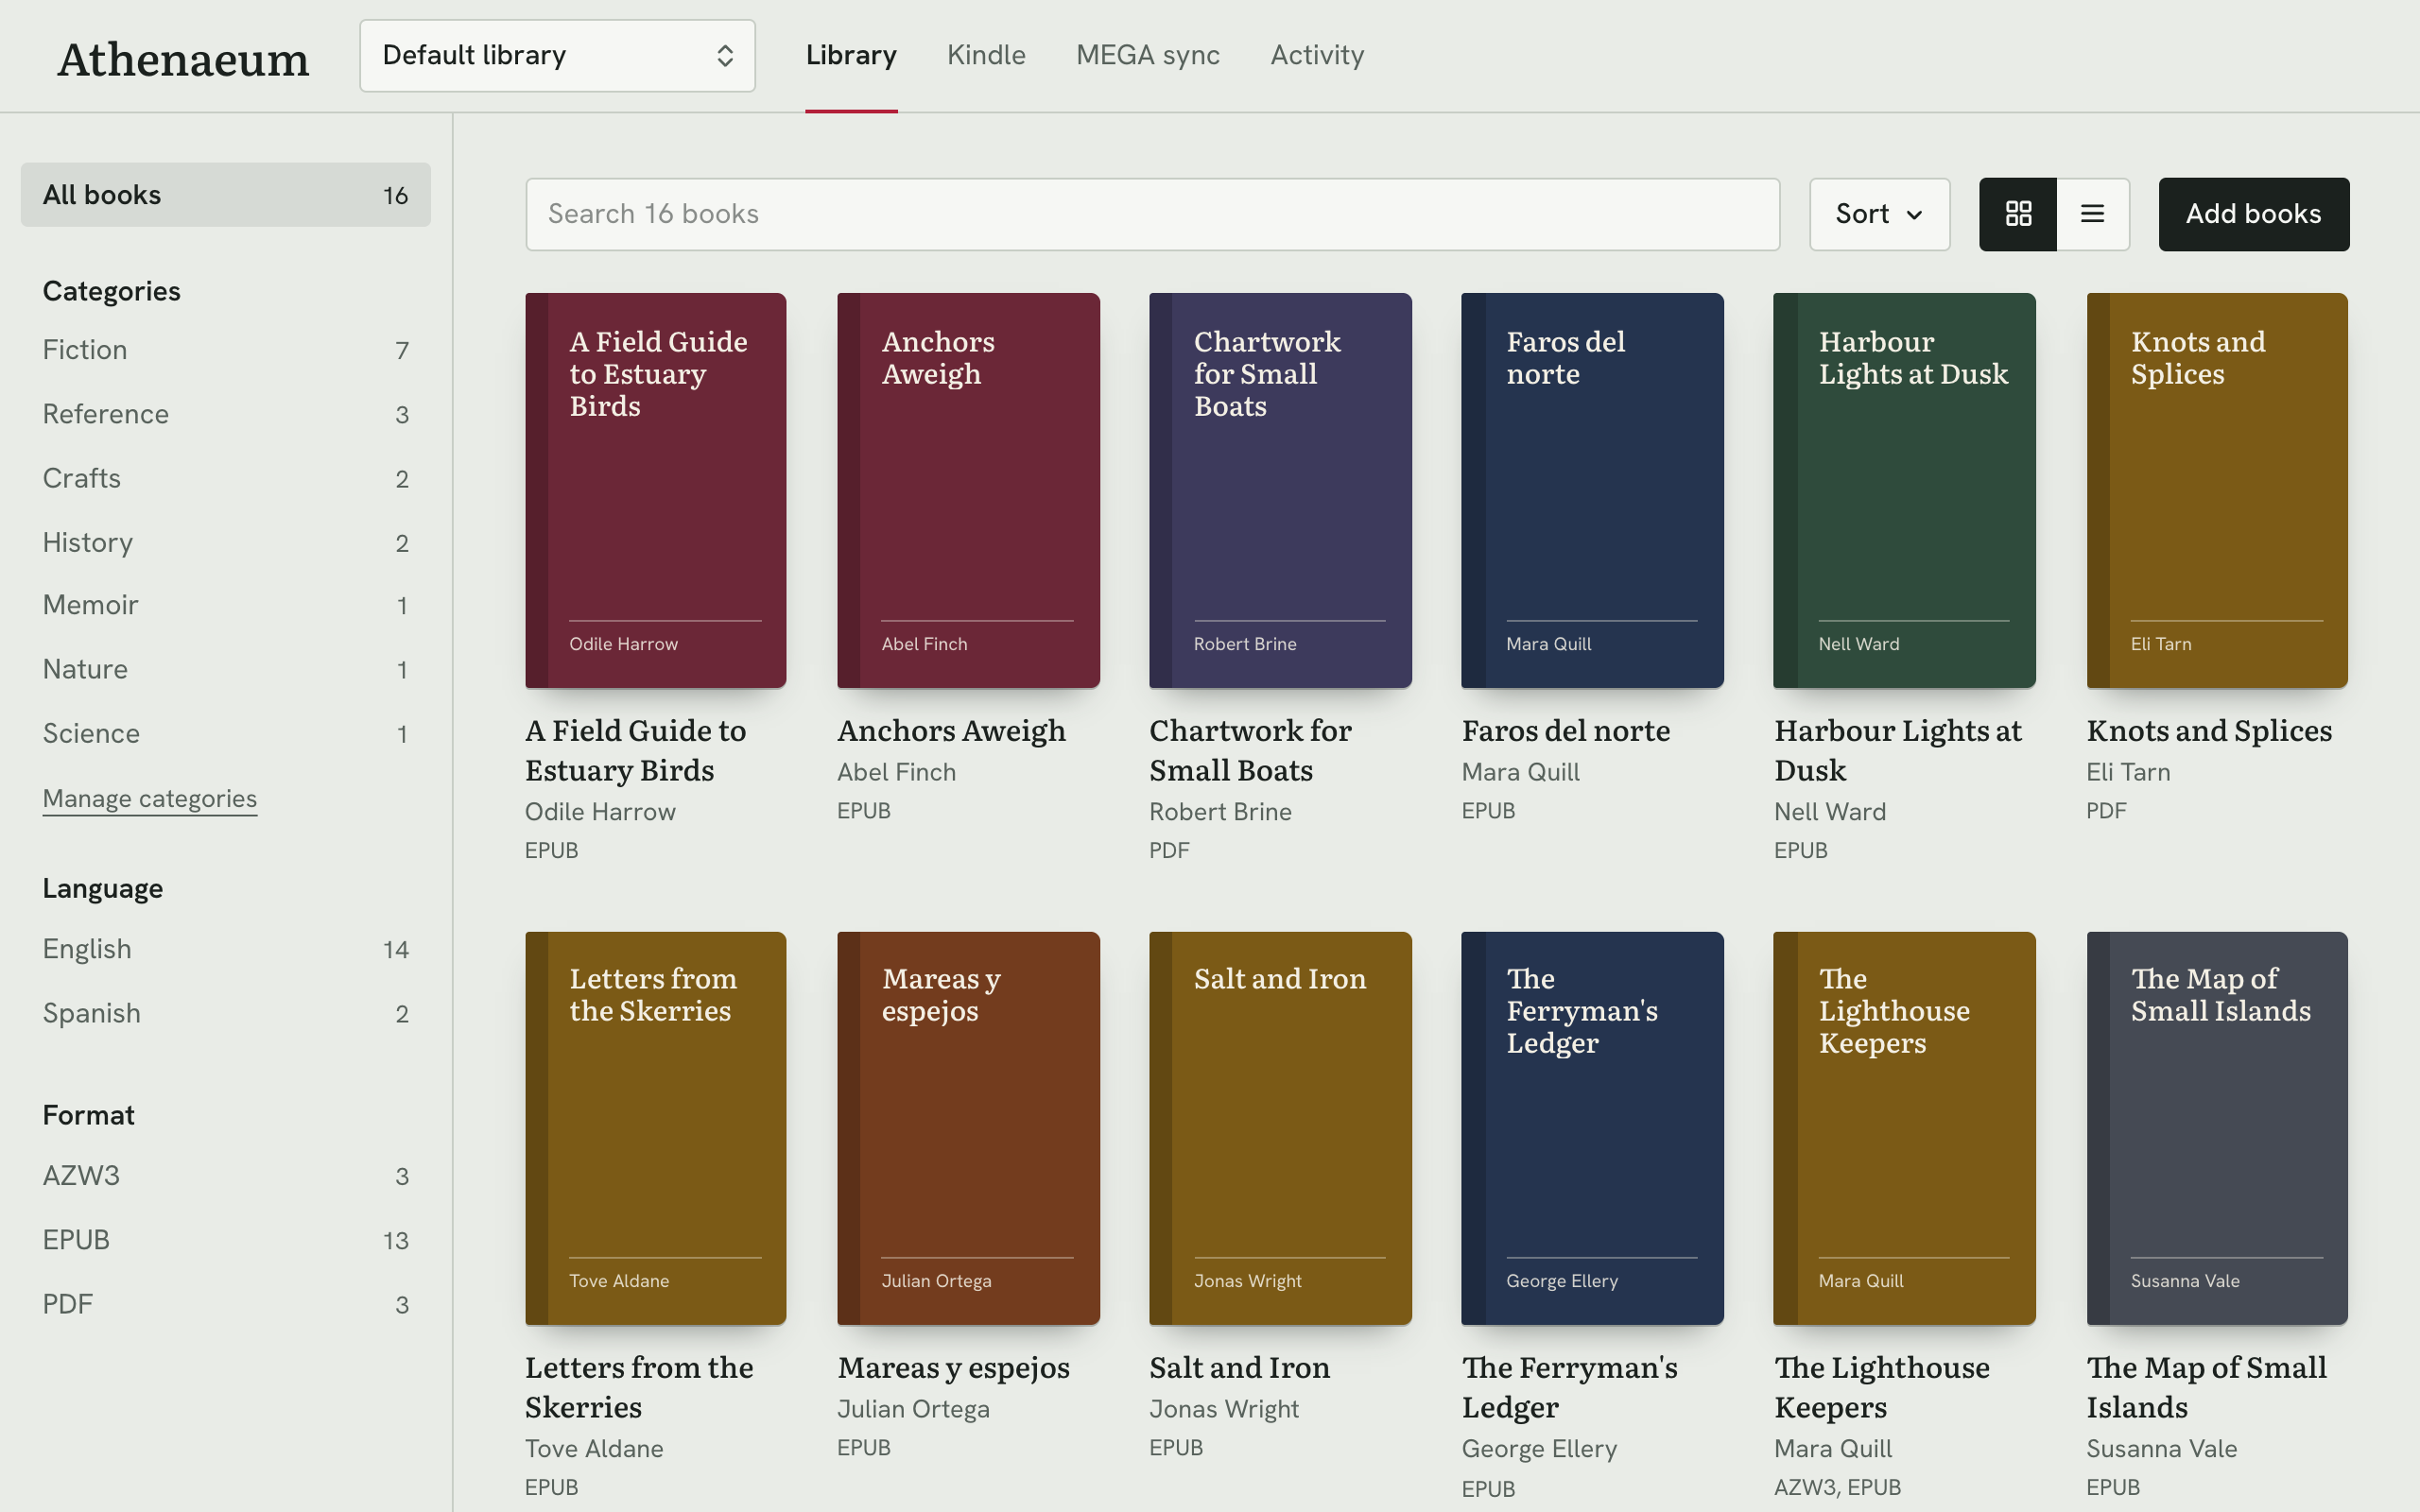 Athenaeum
Default library
Library
Kindle
MEGA sync
Activity
All books 16
Categories
Fiction 7
Reference 3
Crafts 2
History 2
Memoir 1
Nature 1
Science 1
Manage categories
Language
English 14
Spanish 2
Format
AZW3 3
EPUB 13
PDF 3
Search 16 books
Sort
Add books
A Field Guide
to Estuary
Birds
Odile Harrow
A Field Guide to
Estuary Birds
Odile Harrow
EPUB
Anchors
Aweigh
Abel Finch
Anchors Aweigh
Abel Finch
EPUB
Chartwork
for Small
Boats
Robert Brine
Chartwork for
Small Boats
Robert Brine
PDF
Faros del
norte
Mara Quill
Faros del norte
Mara Quill
EPUB
Harbour
Lights at Dusk
Nell Ward
Harbour Lights at
Dusk
Nell Ward
EPUB
Knots and
Splices
Eli Tarn
Knots and Splices
Eli Tarn
PDF
Letters from
the Skerries
Tove Aldane
Letters from the
Skerries
Tove Aldane
EPUB
Mareas y
espejos
Julian Ortega
Mareas y espejos
Julian Ortega
EPUB
Salt and Iron
Jonas Wright
Salt and Iron
Jonas Wright
EPUB
The
Ferryman's
Ledger
George Ellery
The Ferryman's
Ledger
George Ellery
EPUB
The
Lighthouse
Keepers
Mara Quill
The Lighthouse
Keepers
Mara Quill
AZW3, EPUB
The Map of
Small Islands
Susanna Vale
The Map of Small
Islands
Susanna Vale
EPUB